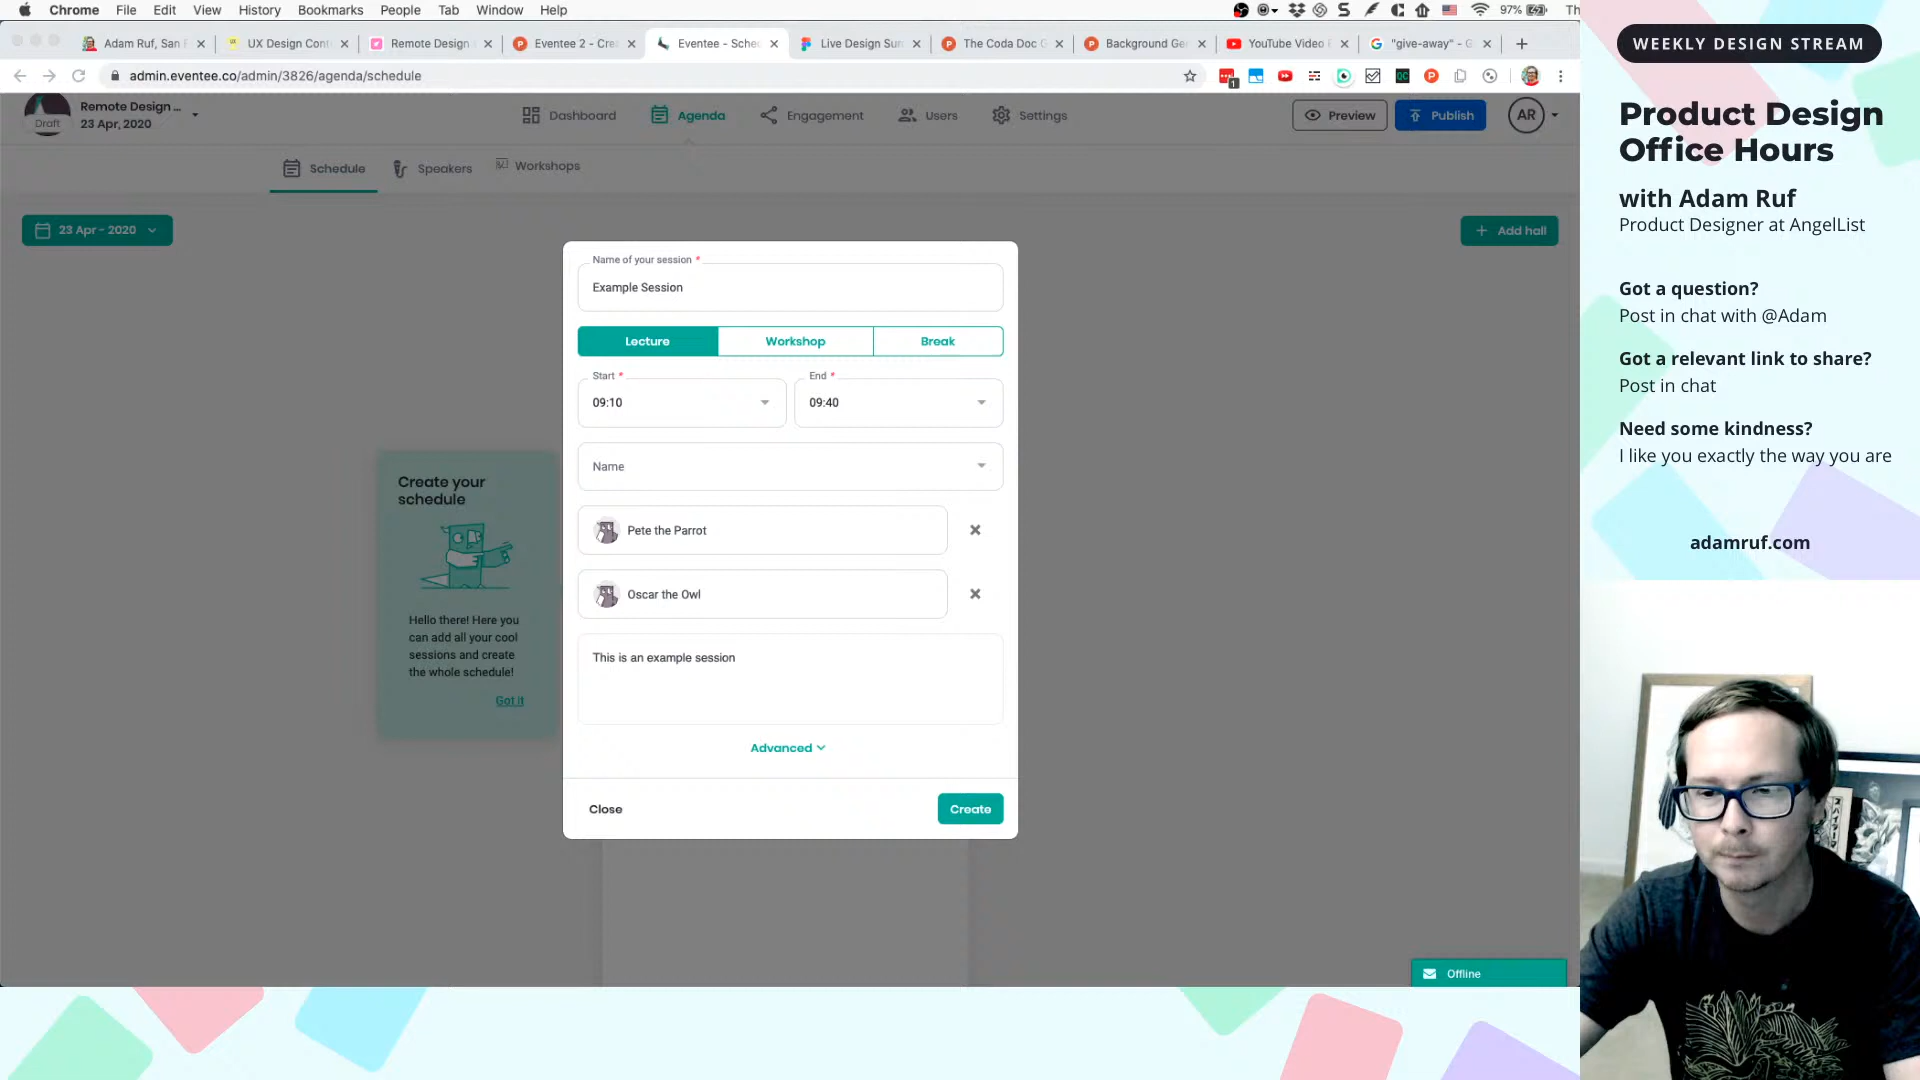 Chrome File Edit View History Bookmarks People Tab Window Help
97% Th
Adam Ruf, San F
UX Design Cont
Remote Design
Eventee 2 - Crea
Eventee - Sched
Live Design Sur
The Coda Doc G
Background Ge
YouTube Video
"give-away" - G
admin.eventee.co/admin/3826/agenda/schedule
1
Draft
Remote Design ...
23 Apr, 2020
Dashboard
Agenda
Engagement
Users
Settings
Preview
Publish
AR
Schedule
Speakers
Workshops
23 Apr - 2020
Add hall
Create your
schedule
Hello there! Here you
can add all your cool
sessions and create
the whole schedule!
Got it
Name of your session *
Example Session
Lecture
Workshop
Break
Start *
09:10
End *
09:40
Name
Pete the Parrot
Oscar the Owl
This is an example session
Advanced
Close
Create
Offline
WEEKLY DESIGN STREAM
Product Design
Office Hours
with Adam Ruf
Product Designer at AngelList
Got a question?
Post in chat with @Adam
Got a relevant link to share?
Post in chat
Need some kindness?
I like you exactly the way you are
adamruf.com